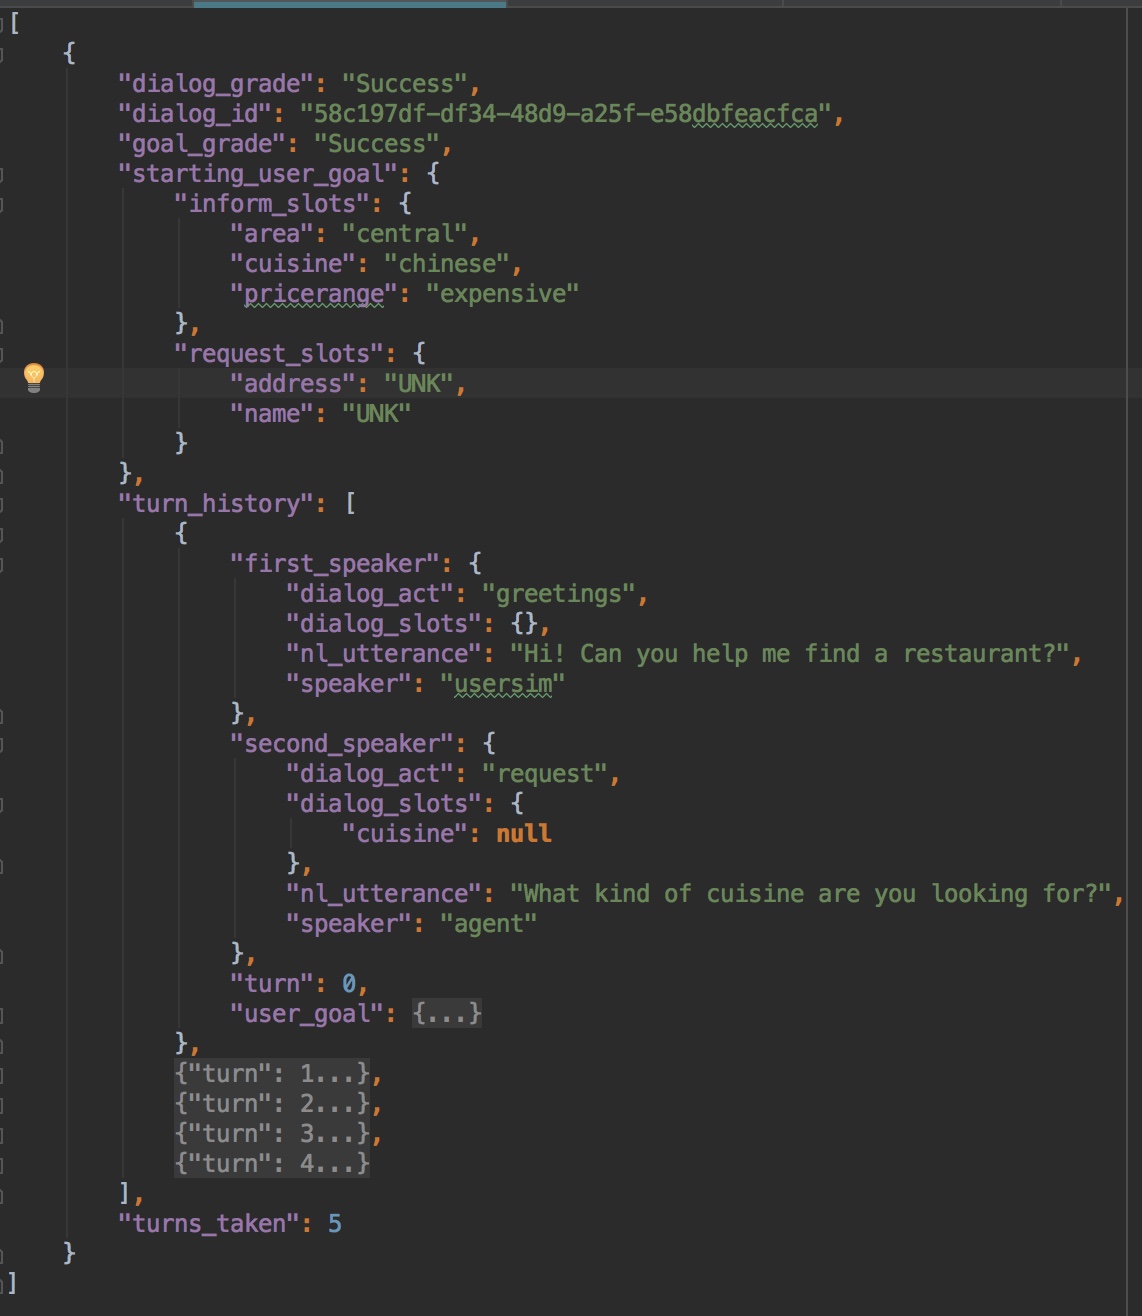 [
    {
        "dialog_grade": "Success",
        "dialog_id": "58c197df-df34-48d9-a25f-e58dbfeacfca",
        "goal_grade": "Success",
        "starting_user_goal": {
            "inform_slots": {
                "area": "central",
                "cuisine": "chinese",
                "pricerange": "expensive"
            },
            "request_slots": {
                "address": "UNK",
                "name": "UNK"
            }
        },
        "turn_history": [
            {
                "first_speaker": {
                    "dialog_act": "greetings",
                    "dialog_slots": {},
                    "nl_utterance": "Hi! Can you help me find a restaurant?",
                    "speaker": "usersim"
                },
                "second_speaker": {
                    "dialog_act": "request",
                    "dialog_slots": {
                        "cuisine": null
                    },
                    "nl_utterance": "What kind of cuisine are you looking for?",
                    "speaker": "agent"
                },
                "turn": 0,
                "user_goal": {...}
            },
            {"turn": 1...},
            {"turn": 2...},
            {"turn": 3...},
            {"turn": 4...}
        ],
        "turns_taken": 5
    }
]